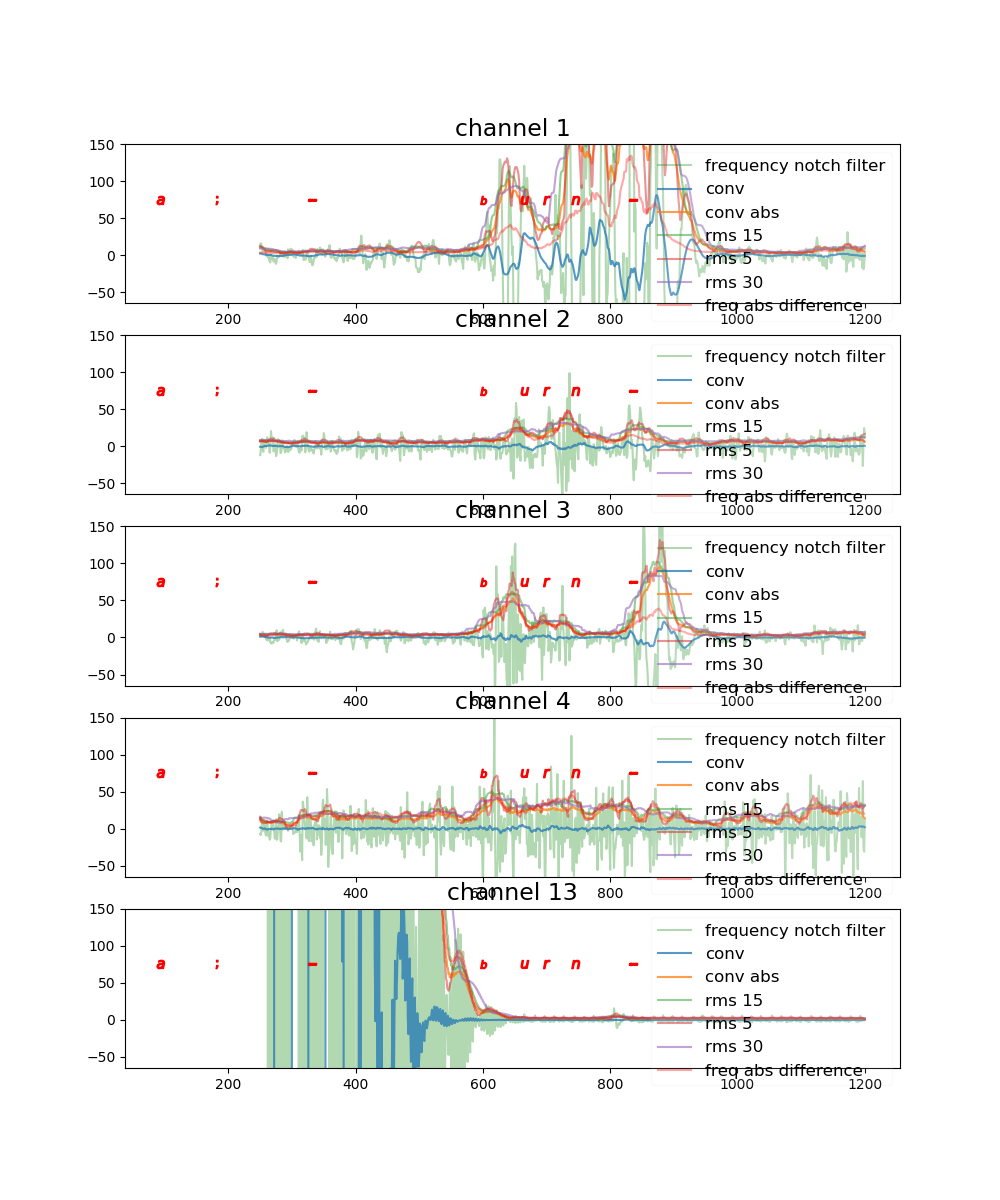 channel 1
150
100
50
0
−50
a ; — b u r n —
frequency notch filter
conv
conv abs
rms 15
rms 5
rms 30
freq abs difference
200 400 600 800 1000 1200
channel 2
150
100
50
0
−50
a ; — b u r n —
frequency notch filter
conv
conv abs
rms 15
rms 5
rms 30
freq abs difference
200 400 600 800 1000 1200
channel 3
150
100
50
0
−50
a ; — b u r n —
frequency notch filter
conv
conv abs
rms 15
rms 5
rms 30
freq abs difference
200 400 600 800 1000 1200
channel 4
150
100
50
0
−50
a ; — b u r n —
frequency notch filter
conv
conv abs
rms 15
rms 5
rms 30
freq abs difference
200 400 600 800 1000 1200
channel 13
150
100
50
0
−50
a ; — b u r n —
frequency notch filter
conv
conv abs
rms 15
rms 5
rms 30
freq abs difference
200 400 600 800 1000 1200